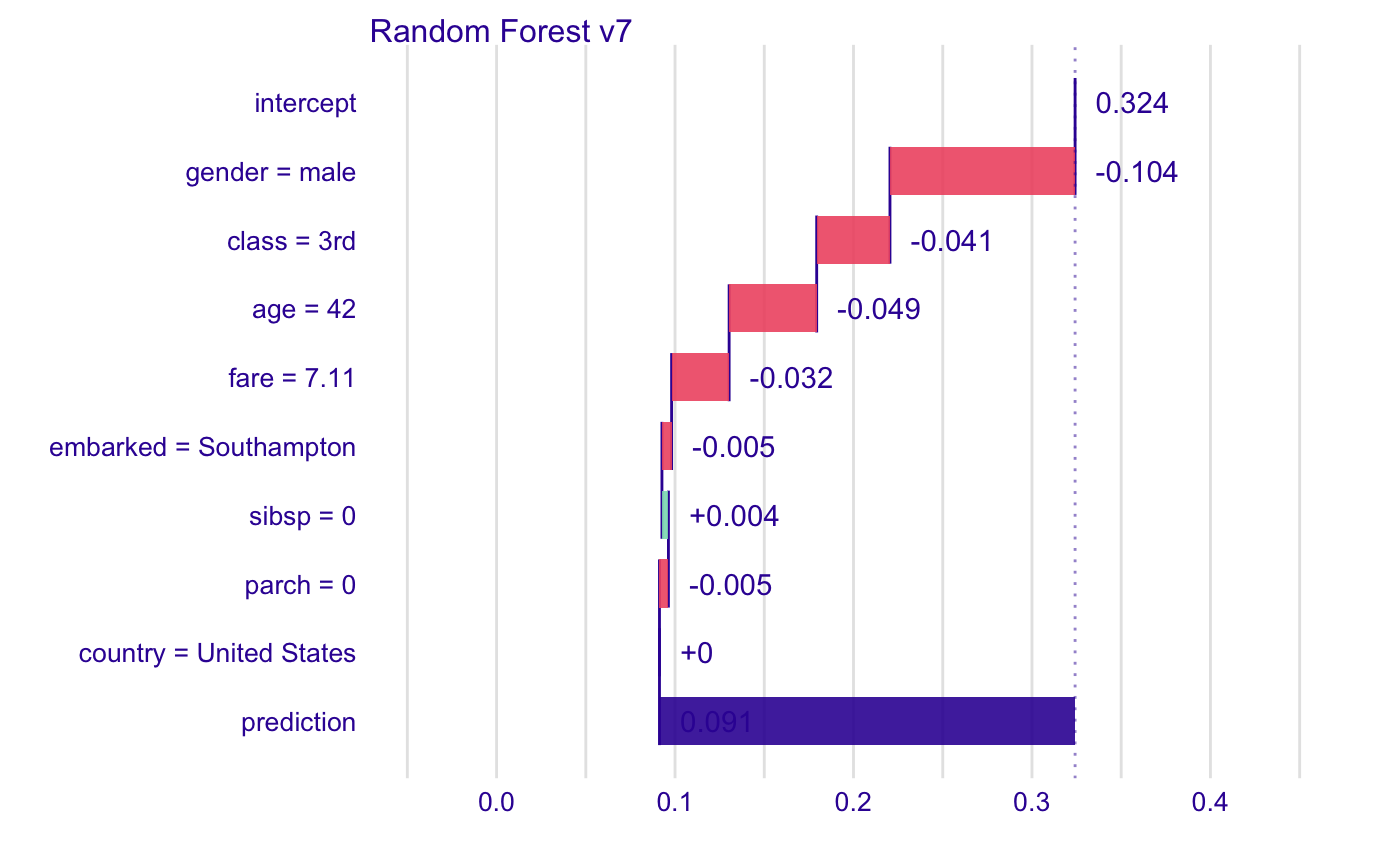 Random Forest v7
intercept 0.324
gender = male -0.104
class = 3rd -0.041
age = 42 -0.049
fare = 7.11 -0.032
embarked = Southampton -0.005
sibsp = 0 +0.004
parch = 0 -0.005
country = United States +0
prediction 0.091
0.0 0.1 0.2 0.3 0.4